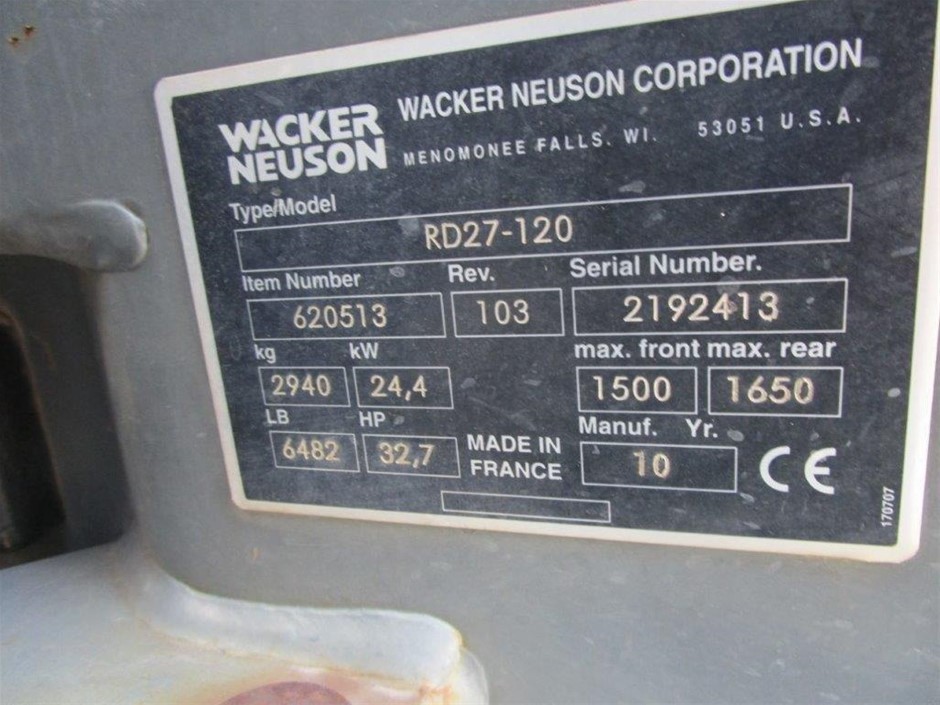 WACKER NEUSON
WACKER NEUSON CORPORATION
MENOMONEE FALLS. WI. 53051 U.S.A.
Type/Model
RD27-120
Item Number Rev. Serial Number.
620513 103 2192413
kg kW max. front max. rear
2940 24,4 1500 1650
LB HP Manuf. Yr.
6482 32,7 MADE IN FRANCE 10 CE
170707